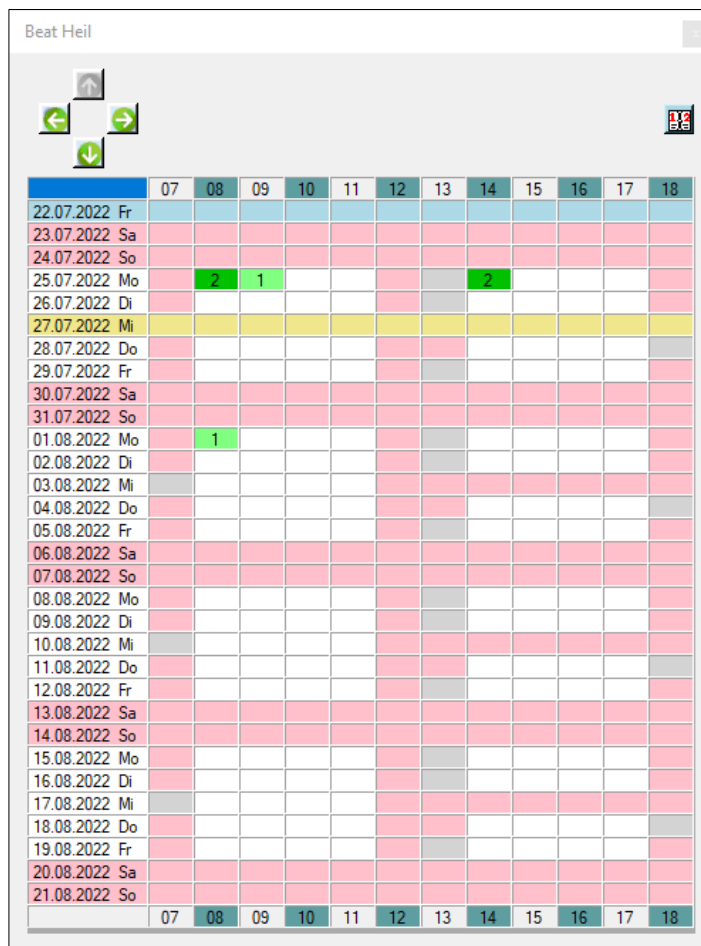 Beat Heil
x
12
07 08 09 10 11 12 13 14 15 16 17 18
22.07.2022 Fr
23.07.2022 Sa
24.07.2022 So
25.07.2022 Mo 2 1 2
26.07.2022 Di
27.07.2022 Mi
28.07.2022 Do
29.07.2022 Fr
30.07.2022 Sa
31.07.2022 So
01.08.2022 Mo 1
02.08.2022 Di
03.08.2022 Mi
04.08.2022 Do
05.08.2022 Fr
06.08.2022 Sa
07.08.2022 So
08.08.2022 Mo
09.08.2022 Di
10.08.2022 Mi
11.08.2022 Do
12.08.2022 Fr
13.08.2022 Sa
14.08.2022 So
15.08.2022 Mo
16.08.2022 Di
17.08.2022 Mi
18.08.2022 Do
19.08.2022 Fr
20.08.2022 Sa
21.08.2022 So
07 08 09 10 11 12 13 14 15 16 17 18